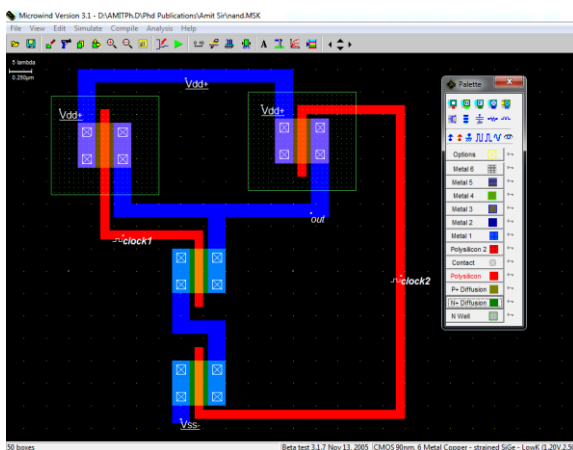 Microwind Version 3.1 - D:\AMITPh.D\Phd Publications\Amit Sir\nand.MSK
File View Edit Simulate Compile Analysis Help
5 lambda
0.250µm
Vdd+
Vdd+
Vdd+
out
clock1
clock2
Vss-
Palette
Options
Metal 6
Metal 5
Metal 4
Metal 3
Metal 2
Metal 1
Polysilicon 2
Contact
Polysilicon
P+ Diffusion
N+ Diffusion
N Well
50 boxes
Beta test 3.1.7 Nov 13, 2005 CMOS 90nm, 6 Metal Copper - strained SiGe - LowK (1.20V,2.50